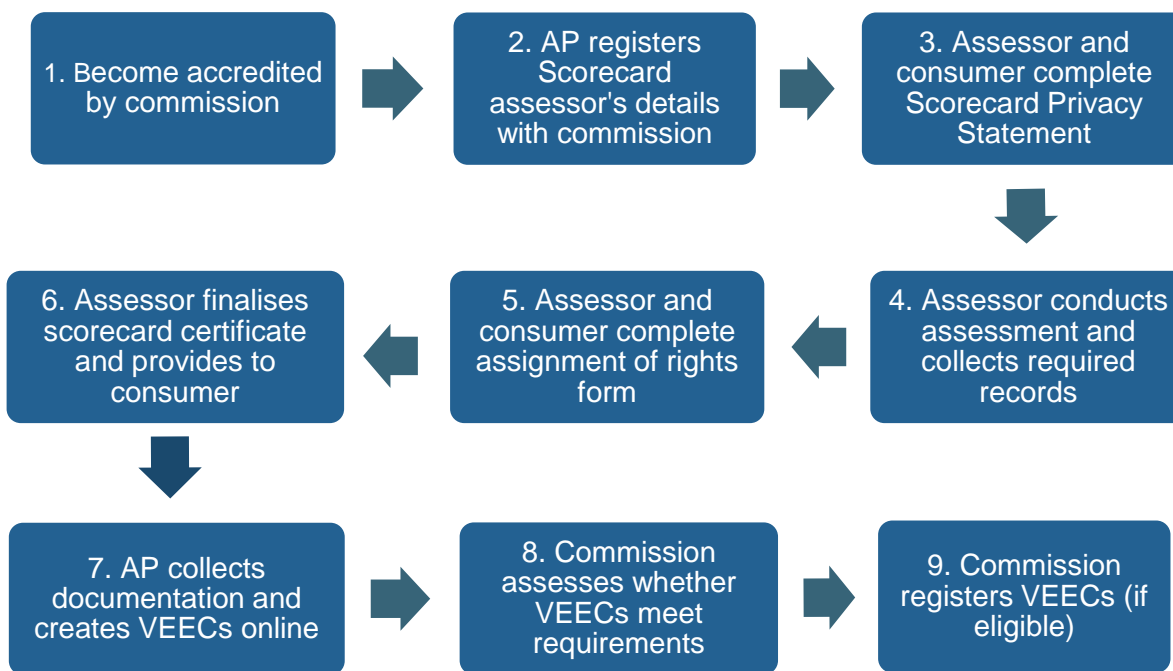 1. Become accredited
by commission
2. AP registers
Scorecard
assessor's details
with commission
3. Assessor and
consumer complete
Scorecard Privacy
Statement
4. Assessor conducts
assessment and
collects required
records
5. Assessor and
consumer complete
assignment of rights
form
6. Assessor finalises
scorecard certificate
and provides to
consumer
7. AP collects
documentation and
creates VEECs online
8. Commission
assesses whether
VEECs meet
requirements
9. Commission
registers VEECs (if
eligible)